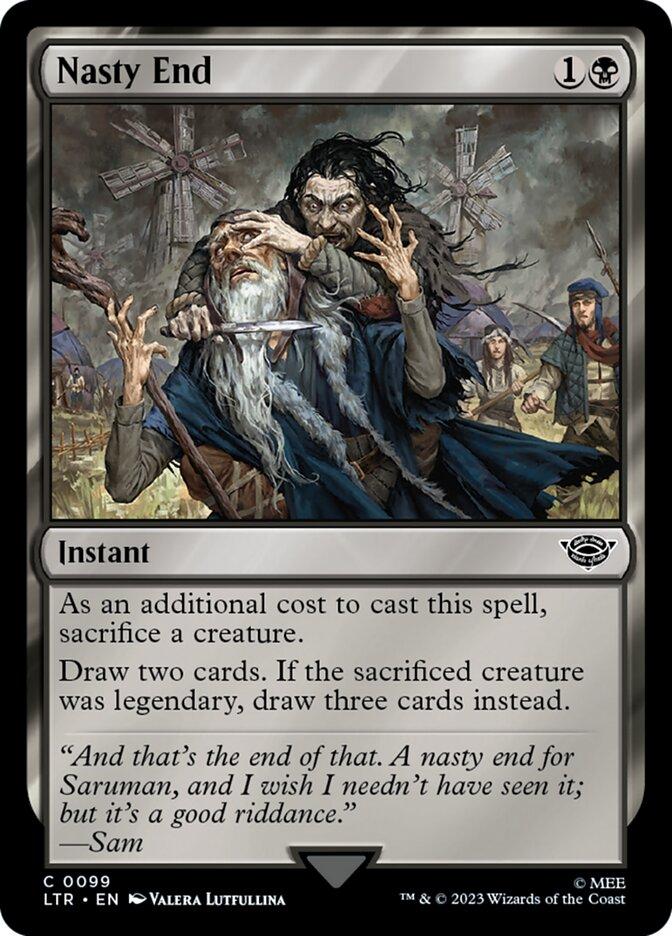 Nasty End
1
Instant
As an additional cost to cast this spell,
sacrifice a creature.
Draw two cards. If the sacrificed creature
was legendary, draw three cards instead.
“And that’s the end of that. A nasty end for
Saruman, and I wish I needn’t have seen it;
but it’s a good riddance.”
—Sam
C 0099
LTR • EN Valera Lutfullina
© MEE
™ & © 2023 Wizards of the Coast